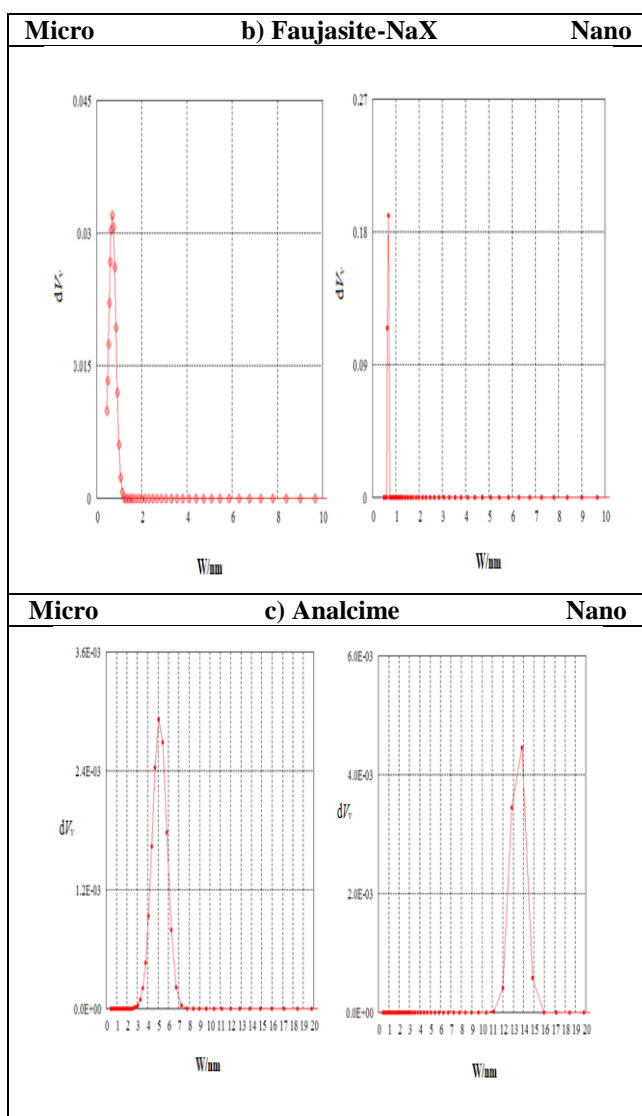 Micro b) Faujasite-NaX Nano
0.045
0.03
0.015
0
dVᵥ
0 2 4 6 8 10
W/nm
0.27
0.18
0.09
0
dVᵥ
0 1 2 3 4 5 6 7 8 9 10
W/nm
Micro c) Analcime Nano
3.6E-03
2.4E-03
1.2E-03
0.0E+00
dVᵥ
0 1 2 3 4 5 6 7 8 9 10 11 12 13 14 15 16 17 18 19 20
W/nm
6.0E-03
4.0E-03
2.0E-03
0.0E+00
dVᵥ
0 1 2 3 4 5 6 7 8 9 10 11 12 13 14 15 16 17 18 19 20
W/nm